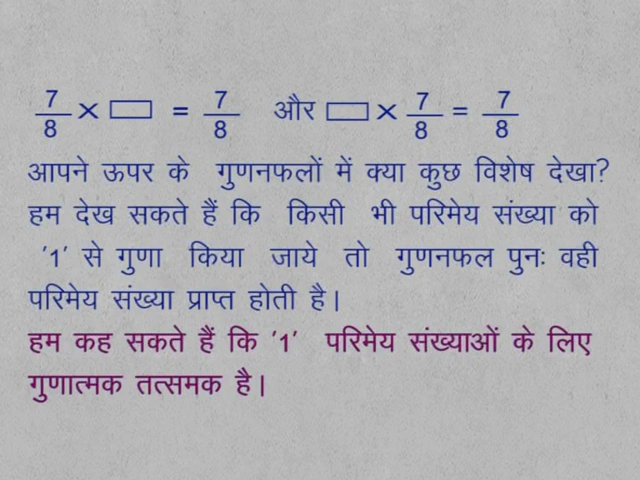 7/8 × □ = 7/8 और □ × 7/8 = 7/8
आपने ऊपर के गुणनफलों में क्या कुछ विशेष देखा?
हम देख सकते हैं कि किसी भी परिमेय संख्या को
'1' से गुणा किया जाये तो गुणनफल पुनः वही
परिमेय संख्या प्राप्त होती है।
हम कह सकते हैं कि '1' परिमेय संख्याओं के लिए
गुणात्मक तत्समक है।